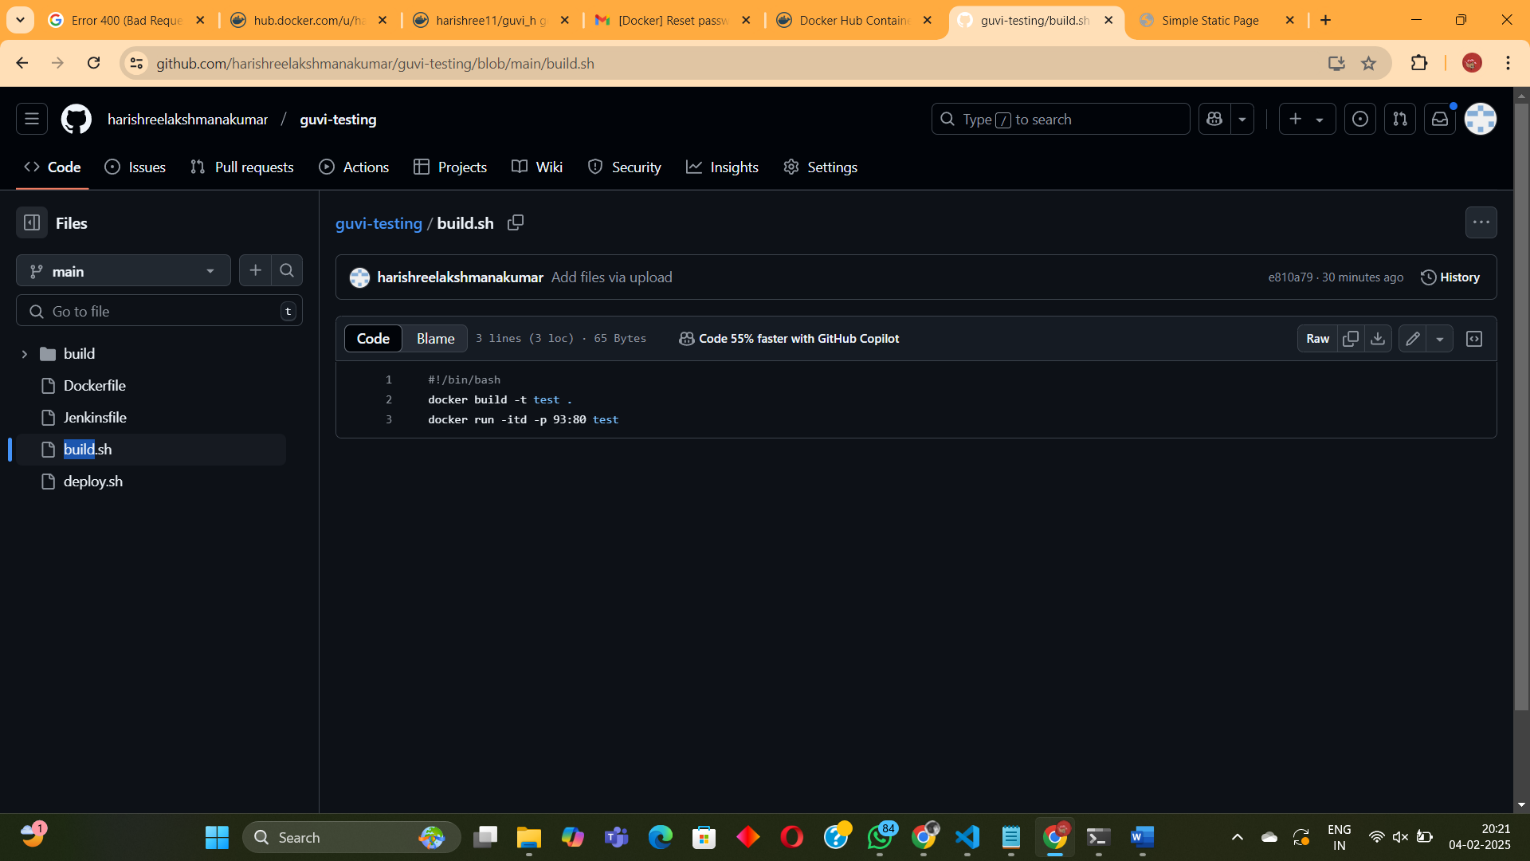 Error 400 (Bad Reque
hub.docker.com/u/ha
harishree11/guvi_h g
[Docker] Reset passw
Docker Hub Contain
guvi-testing/build.sh
Simple Static Page
github.com/harishreelakshmanakumar/guvi-testing/blob/main/build.sh
harishreelakshmanakumar / guvi-testing
Type / to search
Code
Issues
Pull requests
Actions
Projects
Wiki
Security
Insights
Settings
Files
main
Go to file
t
build
Dockerfile
Jenkinsfile
build.sh
deploy.sh
guvi-testing / build.sh
harishreelakshmanakumar Add files via upload
e810a79 · 30 minutes ago
History
Code
Blame
3 lines (3 loc) · 65 Bytes
Code 55% faster with GitHub Copilot
Raw
1 #!/bin/bash
2 docker build -t test .
3 docker run -itd -p 93:80 test
1
Search
84
ENG
IN
20:21
04-02-2025